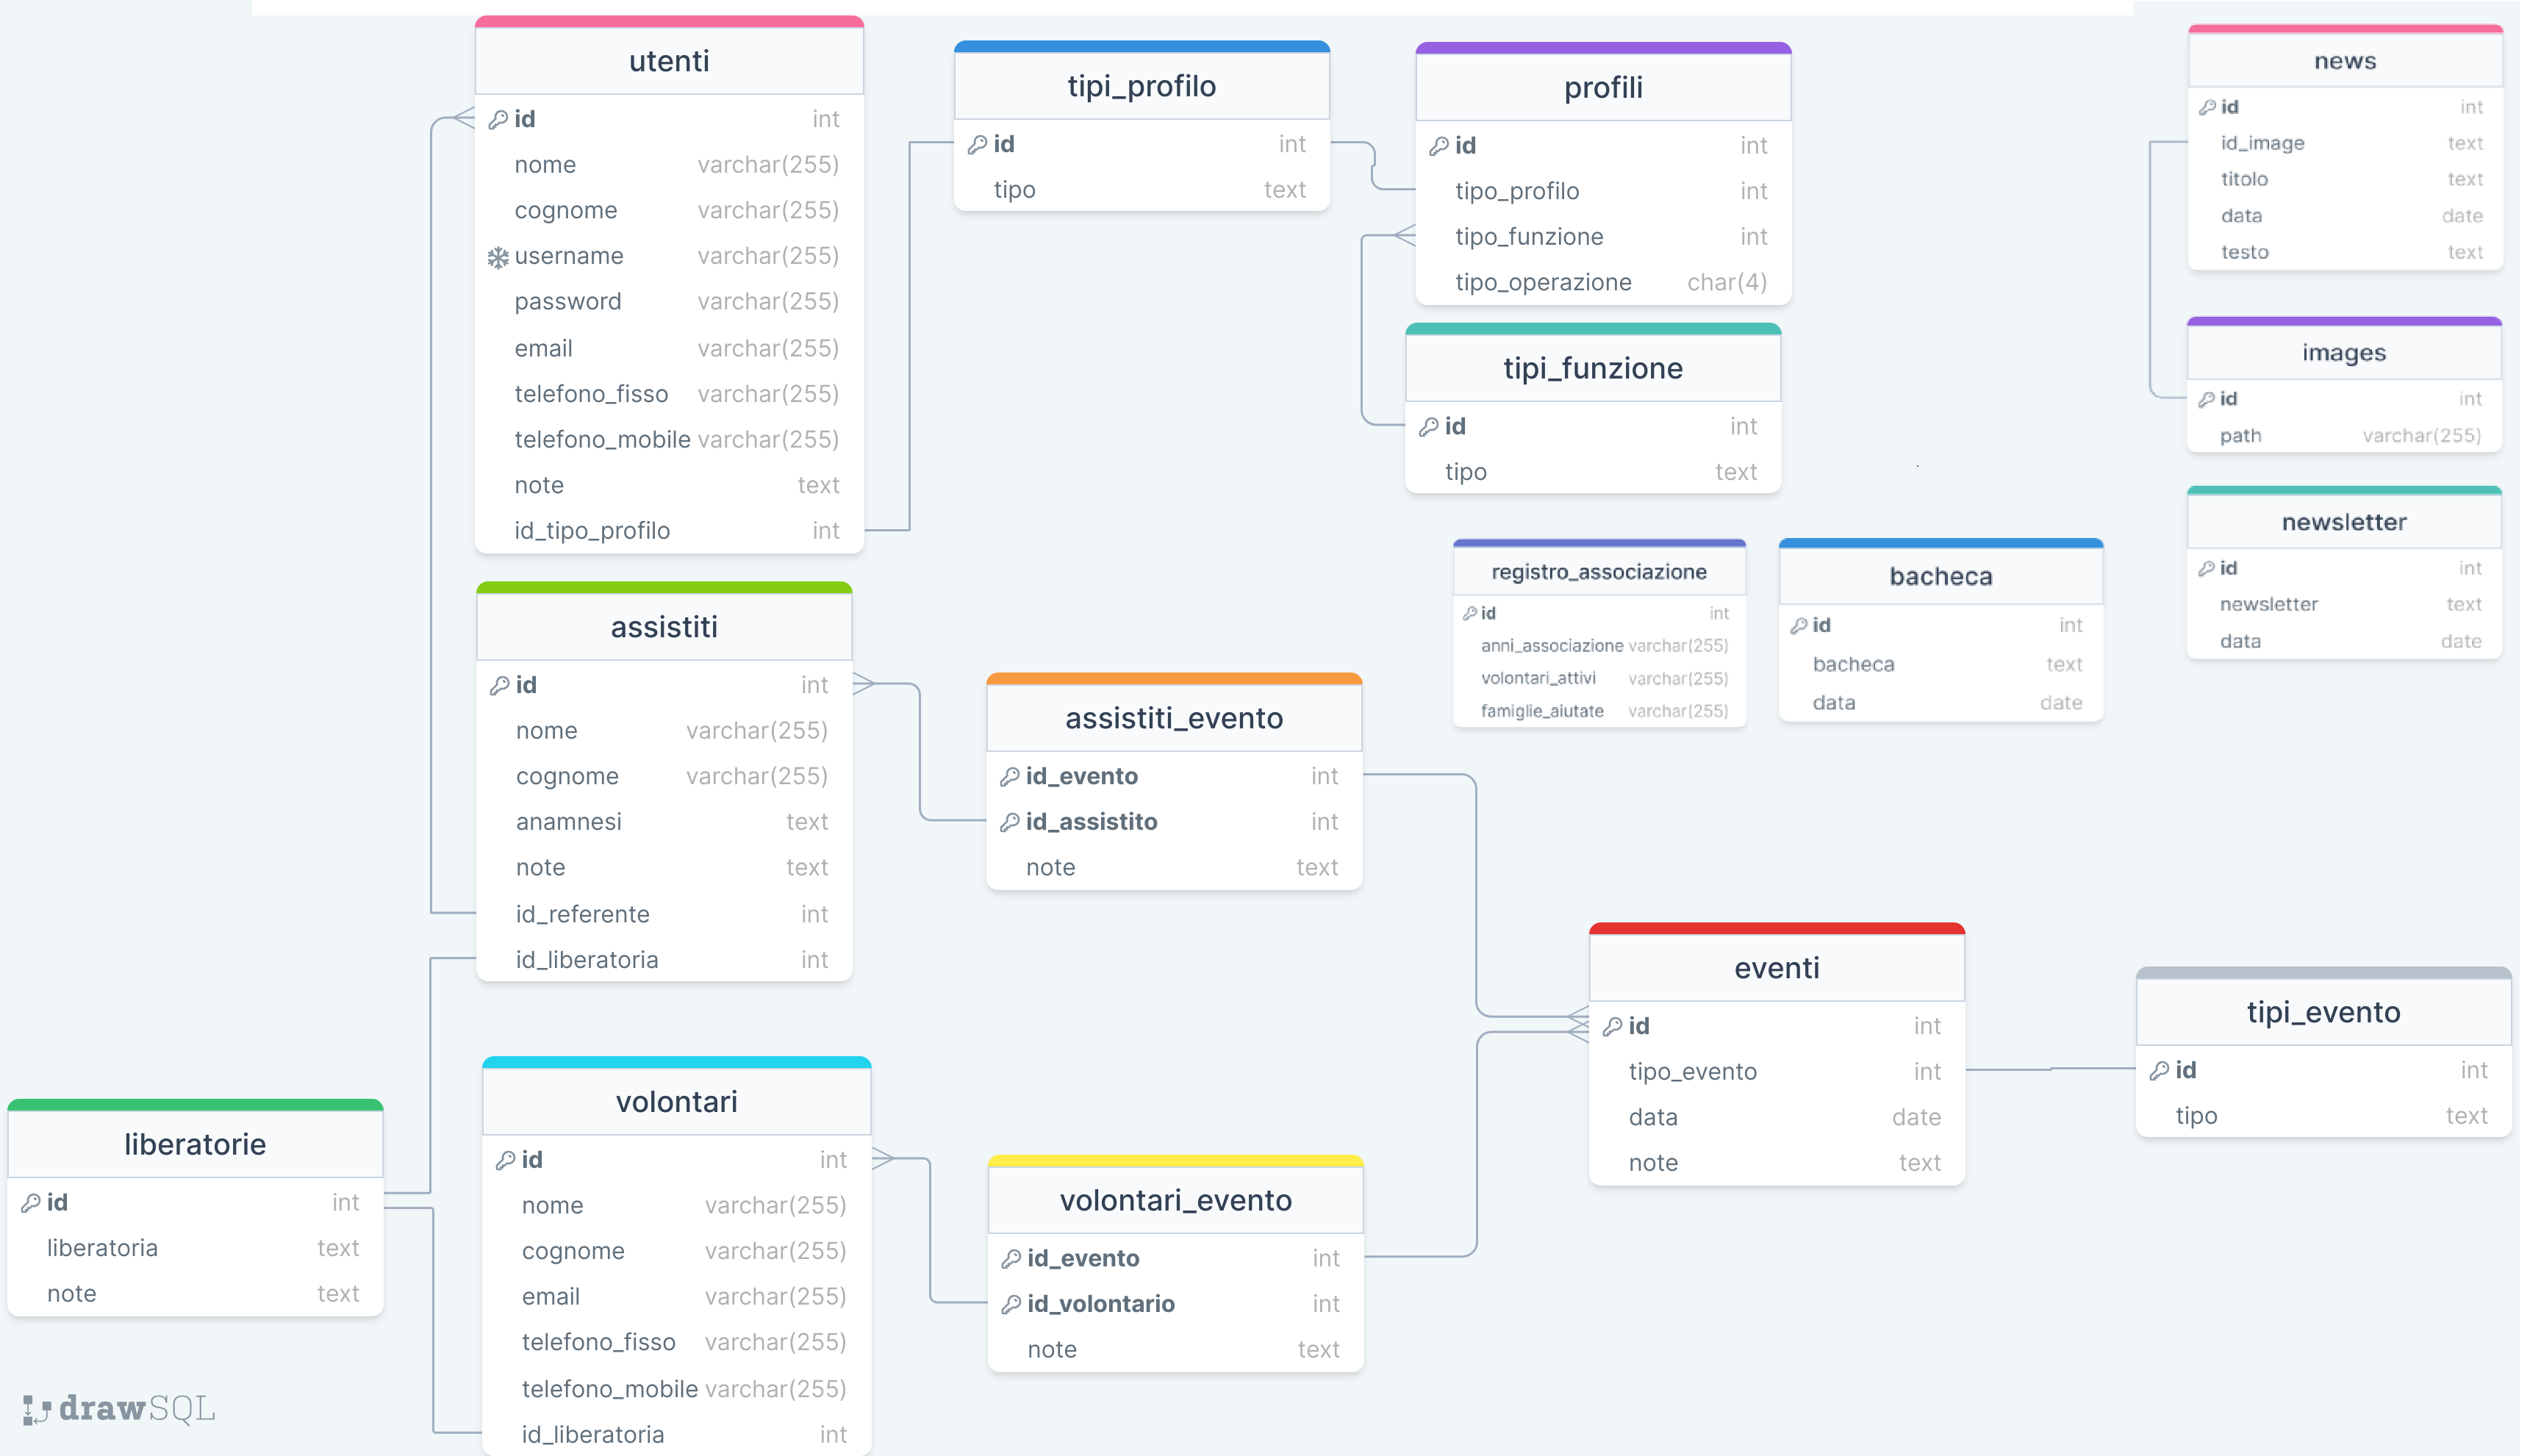 utenti
id int
nome varchar(255)
cognome varchar(255)
username varchar(255)
password varchar(255)
email varchar(255)
telefono_fisso varchar(255)
telefono_mobile varchar(255)
note text
id_tipo_profilo int
tipi_profilo
id int
tipo text
profili
id int
tipo_profilo int
tipo_funzione int
tipo_operazione char(4)
tipi_funzione
id int
tipo text
news
id int
id_image text
titolo text
data date
testo text
images
id int
path varchar(255)
newsletter
id int
newsletter text
data date
registro_associazione
id int
anni_associazione varchar(255)
volontari_attivi varchar(255)
famiglie_aiutate varchar(255)
bacheca
id int
bacheca text
data date
assistiti
id int
nome varchar(255)
cognome varchar(255)
anamnesi text
note text
id_referente int
id_liberatoria int
assistiti_evento
id_evento int
id_assistito int
note text
eventi
id int
tipo_evento int
data date
note text
tipi_evento
id int
tipo text
liberatorie
id int
liberatoria text
note text
volontari
id int
nome varchar(255)
cognome varchar(255)
email varchar(255)
telefono_fisso varchar(255)
telefono_mobile varchar(255)
id_liberatoria int
volontari_evento
id_evento int
id_volontario int
note text
drawSQL